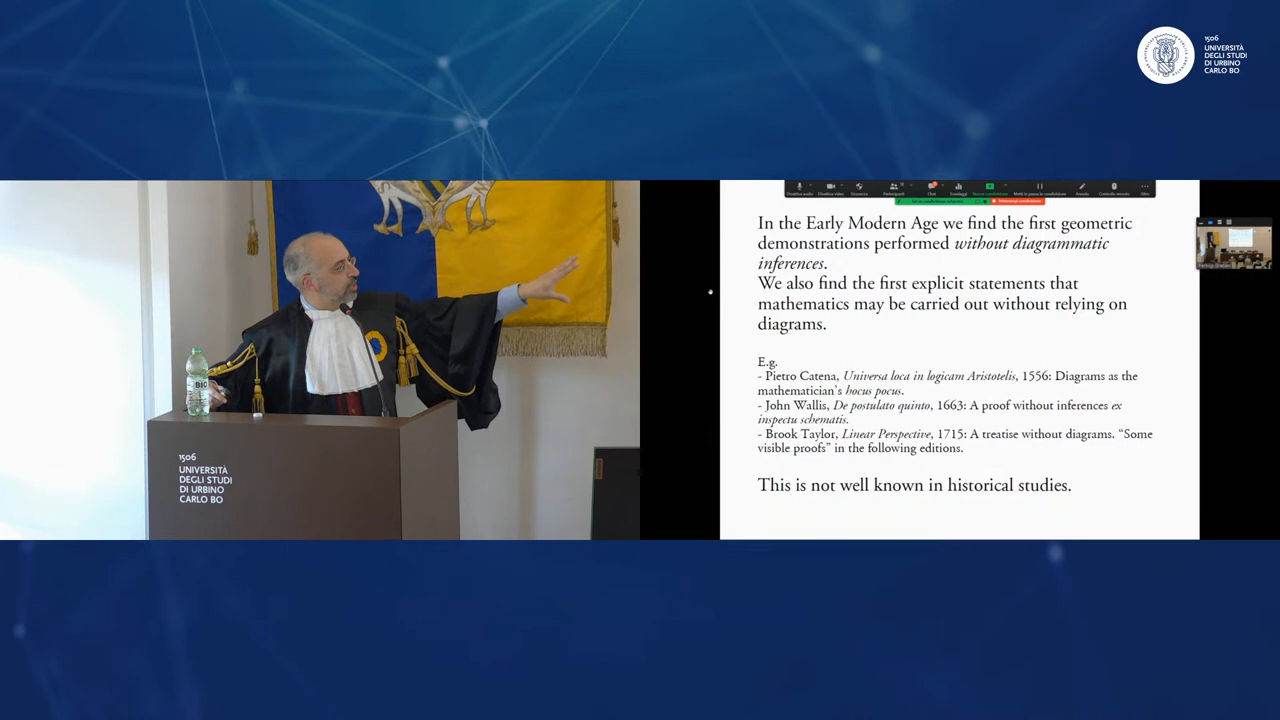 1506
UNIVERSITÀ
DEGLI STUDI
DI URBINO
CARLO BO
BIO
1506
UNIVERSITÀ
DEGLI STUDI
DI URBINO
CARLO BO
In the Early Modern Age we find the first geometric
demonstrations performed without diagrammatic
inferences.
We also find the first explicit statements that
mathematics may be carried out without relying on
diagrams.
E.g.
- Pietro Catena, Universa loca in logicam Aristotelis, 1556: Diagrams as the
mathematician's hocus pocus.
- John Wallis, De postulato quinto, 1663: A proof without inferences ex
inspectu schematis.
- Brook Taylor, Linear Perspective, 1715: A treatise without diagrams. “Some
visible proofs” in the following editions.
This is not well known in historical studies.